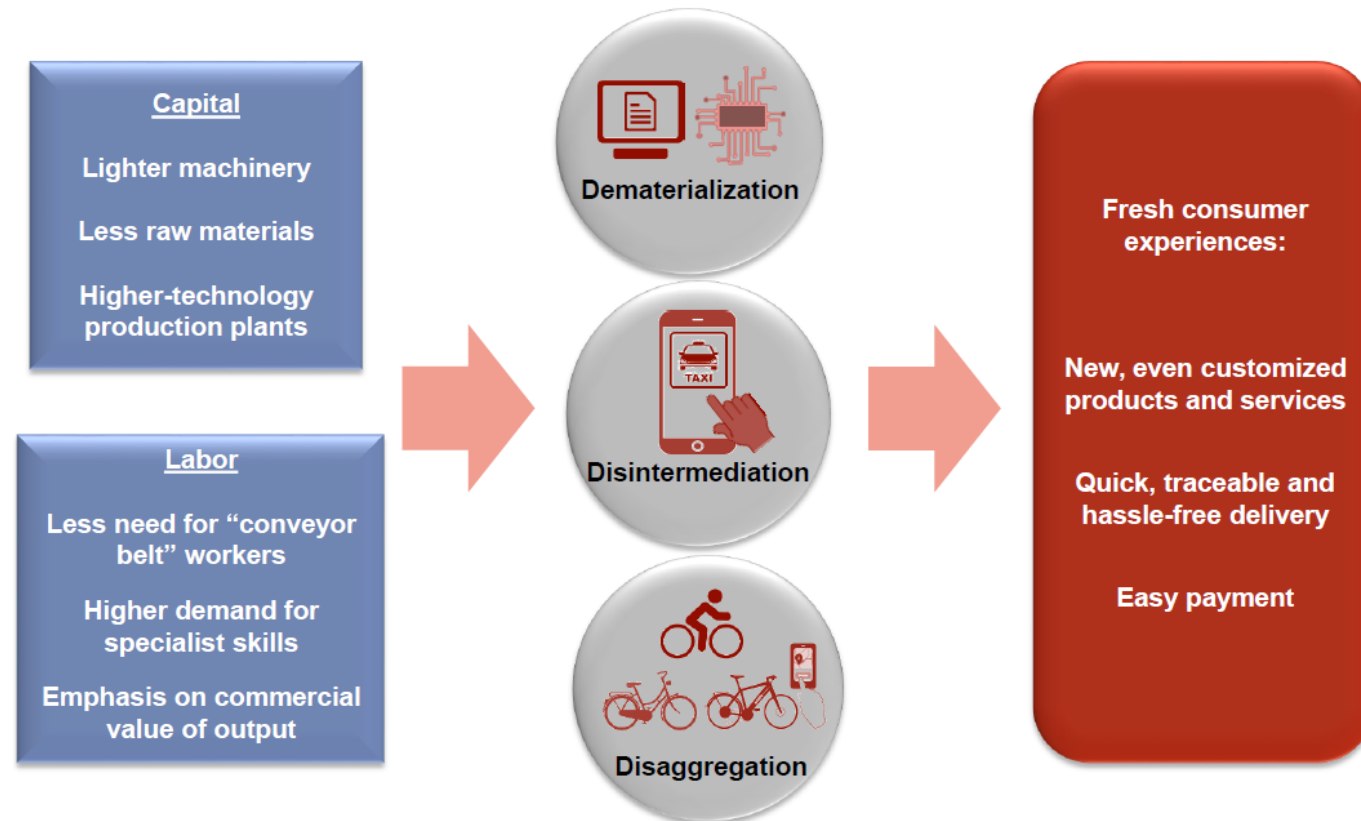 Capital
Lighter machinery
Less raw materials
Higher-technology
production plants
Labor
Less need for “conveyor
belt” workers
Higher demand for
specialist skills
Emphasis on commercial
value of output
Dematerialization
TAXI
Disintermediation
Disaggregation
Fresh consumer
experiences:
New, even customized
products and services
Quick, traceable and
hassle-free delivery
Easy payment